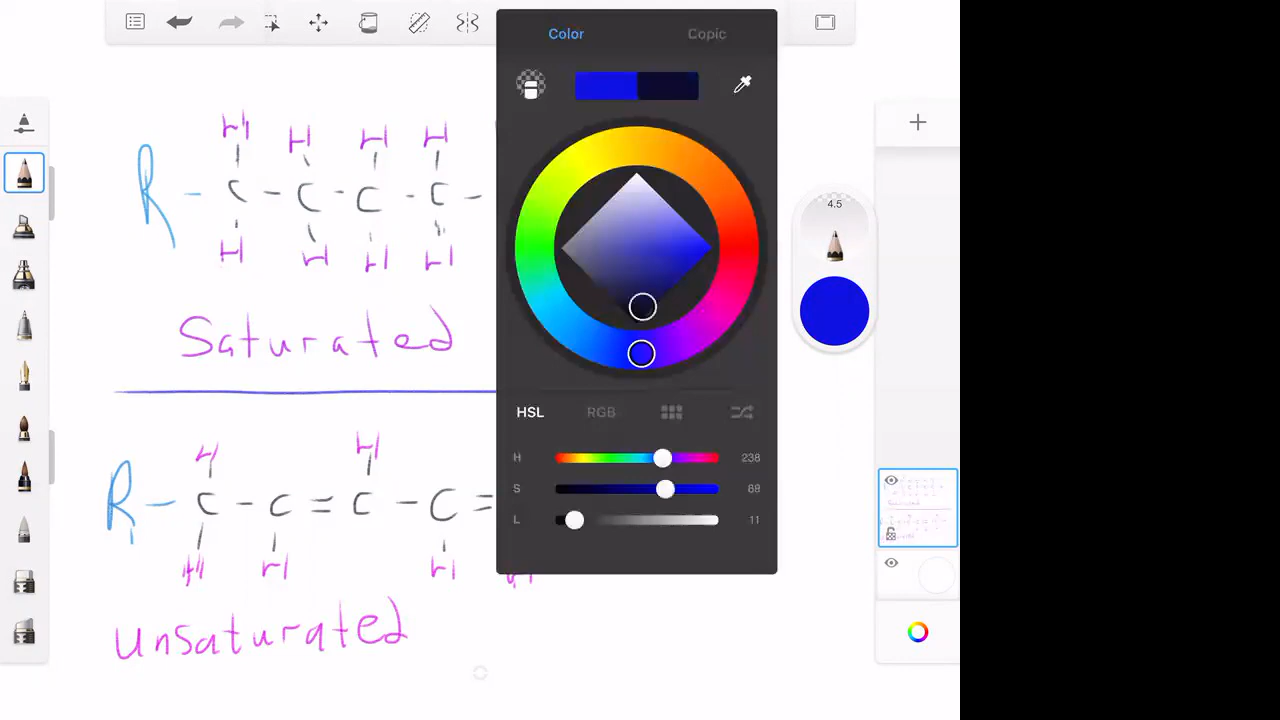 Color Copic
4.5
H H H H
R - C - C - C - C -
H H H H
Saturated
HSL RGB
H 238
S 68
L 11
H H
R - C - C = C - C =
H H H H
Unsaturated